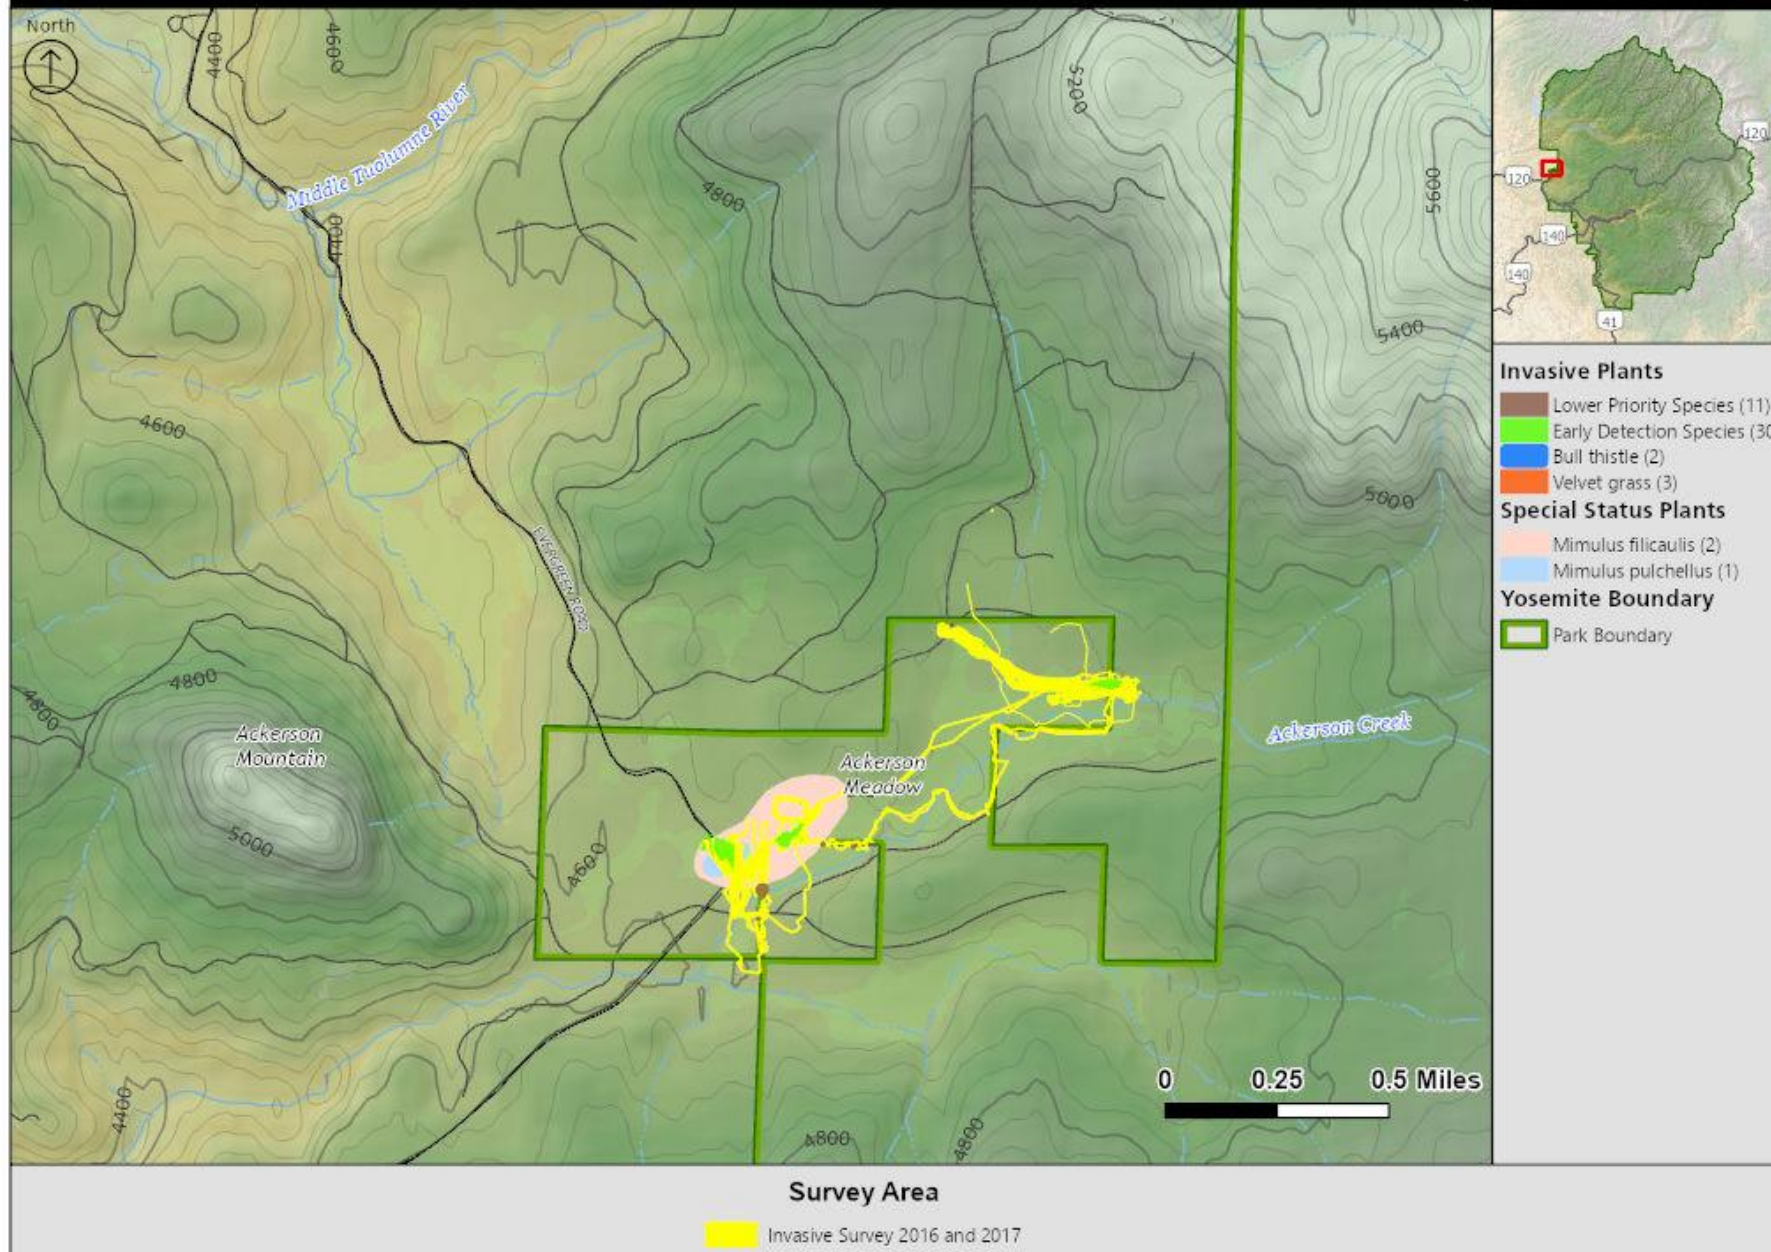 North
4400
4600
Middle Tuolumne River
4400
4800
5200
5600
5400
5000
4600
EVERGREEN ROAD
4800
4800
Ackerson
Mountain
5000
Ackerson
Meadow
Ackerson Creek
4600
4400
4800
4800
0 0.25 0.5 Miles
120
120
140
140
41
Invasive Plants
Lower Priority Species (11)
Early Detection Species (30
Bull thistle (2)
Velvet grass (3)
Special Status Plants
Mimulus filicaulis (2)
Mimulus pulchellus (1)
Yosemite Boundary
Park Boundary
Survey Area
Invasive Survey 2016 and 2017